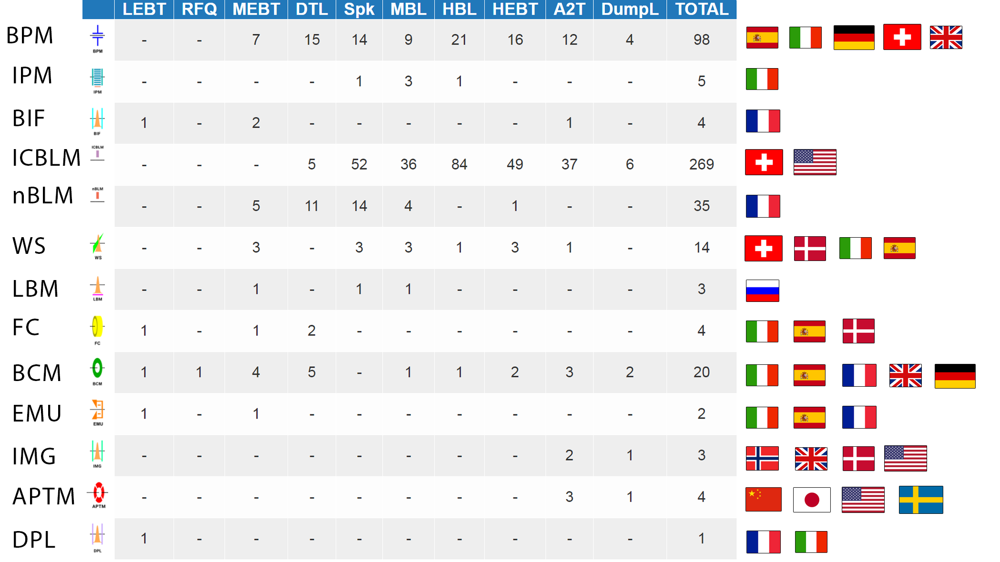 LEBT RFQ MEBT DTL Spk MBL HBL HEBT A2T DumpL TOTAL
BPM BPM - - 7 15 14 9 21 16 12 4 98
IPM IPM - - - - 1 3 1 - - - 5
BIF BIF 1 - 2 - - - - - 1 - 4
ICBLM ICBLM - - - 5 52 36 84 49 37 6 269
nBLM nBLM - - 5 11 14 4 - 1 - - 35
WS WS - - 3 - 3 3 1 3 1 - 14
LBM LBM - - 1 - 1 1 - - - - 3
FC FC 1 - 1 2 - - - - - - 4
BCM BCM 1 1 4 5 - 1 1 2 3 2 20
EMU EMU 1 - 1 - - - - - - - 2
IMG IMG - - - - - - - - 2 1 3
APTM APTM - - - - - - - - 3 1 4
DPL DPL 1 - - - - - - - - - 1